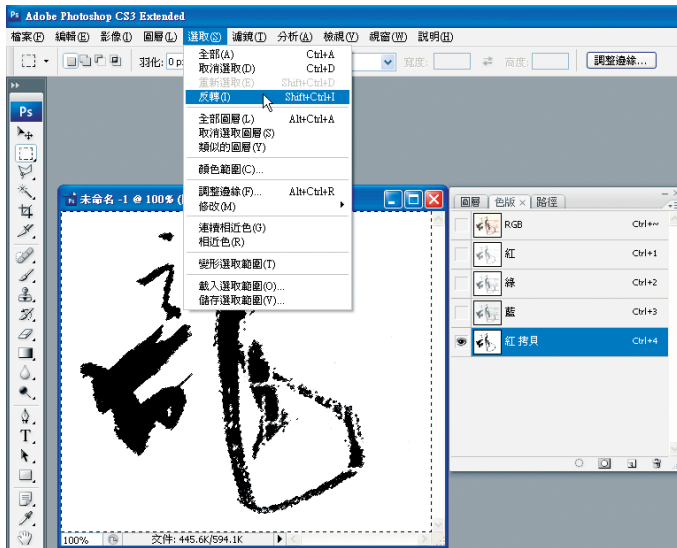 Adobe Photoshop CS3 Extended
檔案(F) 編輯(E) 影像(I) 圖層(L) 選取(S) 濾鏡(T) 分析(A) 檢視(V) 視窗(W) 說明(H)
羽化: 0 p 寬度: 高度: 調整邊緣...
全部(A) Ctrl+A
取消選取(D) Ctrl+D
重新選取(E) Shift+Ctrl+D
反轉(I) Shift+Ctrl+I
全部圖層(L) Alt+Ctrl+A
取消選取圖層(S)
類似的圖層(Y)
顏色範圍(C)...
調整邊緣(F)... Alt+Ctrl+R
修改(M)
連續相近色(G)
相近色(R)
變形選取範圍(T)
載入選取範圍(O)...
儲存選取範圍(V)...
Ps
未命名 -1 @ 100% (
圖層 色版 × 路徑
RGB Ctrl+~
紅 Ctrl+1
綠 Ctrl+2
藍 Ctrl+3
紅 拷貝 Ctrl+4
100% 文件: 445.6K/594.1K